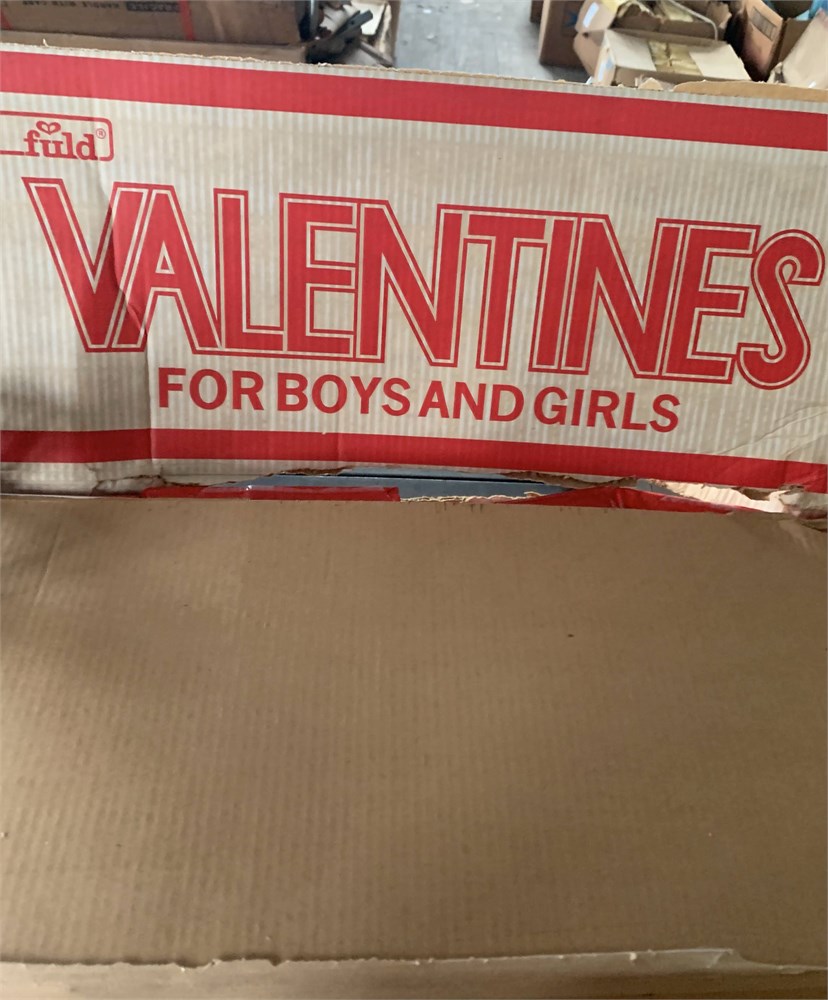 fuld®
VALENTINES
FOR BOYS AND GIRLS